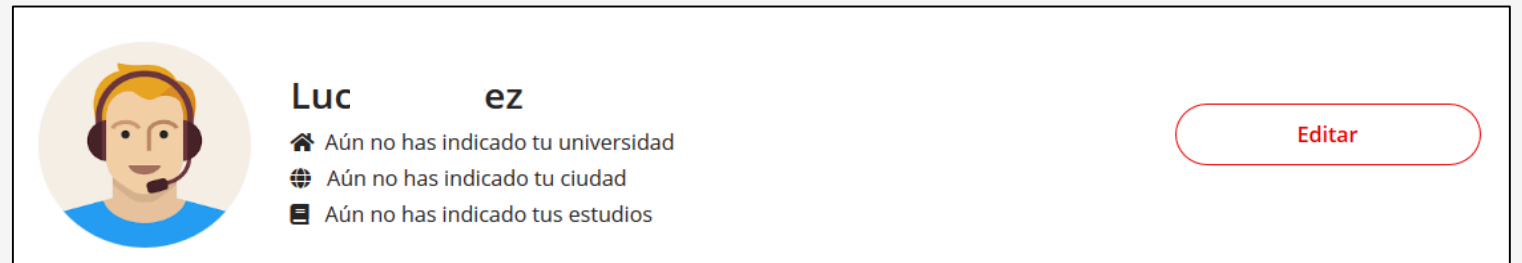 Luc ez
Aún no has indicado tu universidad
Aún no has indicado tu ciudad
Aún no has indicado tus estudios
Editar